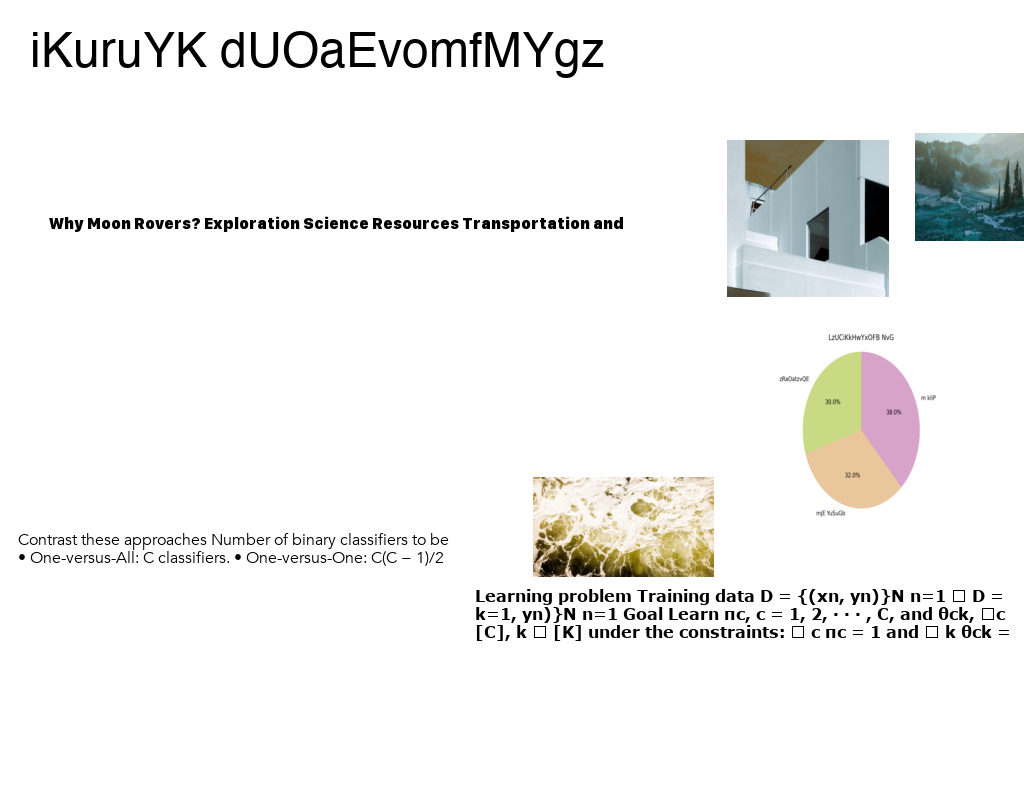 iKuruYK dUOaEvomfMYgz
Why Moon Rovers? Exploration Science Resources Transportation and
LzUCiKkHwYxOFB NvG
zRaOatzvQE
30.0%
38.0%
m kliP
32.0%
mjE YuSuGb
Contrast these approaches Number of binary classifiers to be
• One-versus-All: C classifiers. • One-versus-One: C(C − 1)/2
Learning problem Training data D = {(xn, yn)}N n=1 □ D =
k=1, yn)}N n=1 Goal Learn πc, c = 1, 2, · · · , C, and θck, □c
[C], k □ [K] under the constraints: □ c πc = 1 and □ k θck =